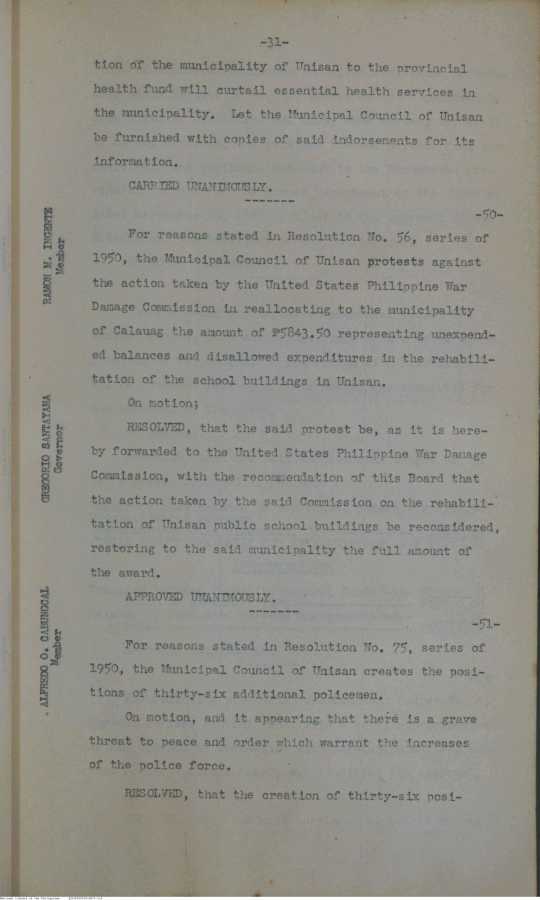 -31-
tion of the municipality of Unisan to the provincial
health fund will curtail essential health services in
the municipality. Let the Municipal Council of Unisan
be furnished with copies of said indorsements for its
information.
CARRIED UNANIMOUSLY.
-------
-50-
For reasons stated in Resolution No. 56, series of
1950, the Municipal Council of Unisan protests against
the action taken by the United States Philippine War
Damage Commission in reallocating to the municipality
of Calauag the amount of ₱5843.50 representing unexpend-
ed balances and disallowed expenditures in the rehabili-
tation of the school buildings in Unisan.
On motion;
RESOLVED, that the said protest be, as it is here-
by forwarded to the United States Philippine War Damage
Commission, with the recommendation of this Board that
the action taken by the said Commission on the rehabili-
tation of Unisan public school buildings be reconsidered,
restoring to the said municipality the full amount of
the award.
APPROVED UNANIMOUSLY.
-------
-51-
For reasons stated in Resolution No. 75, series of
1950, the Municipal Council of Unisan creates the posi-
tions of thirty-six additional policemen.
On motion, and it appearing that there is a grave
threat to peace and order which warrant the increases
of the police force.
RESOLVED, that the creation of thirty-six posi-
RAMON M. INGENTE
Member
GREGORIO SANTAYANA
Governor
ALFREDO O. CABUNGCAL
Member
National Library of the Philippines